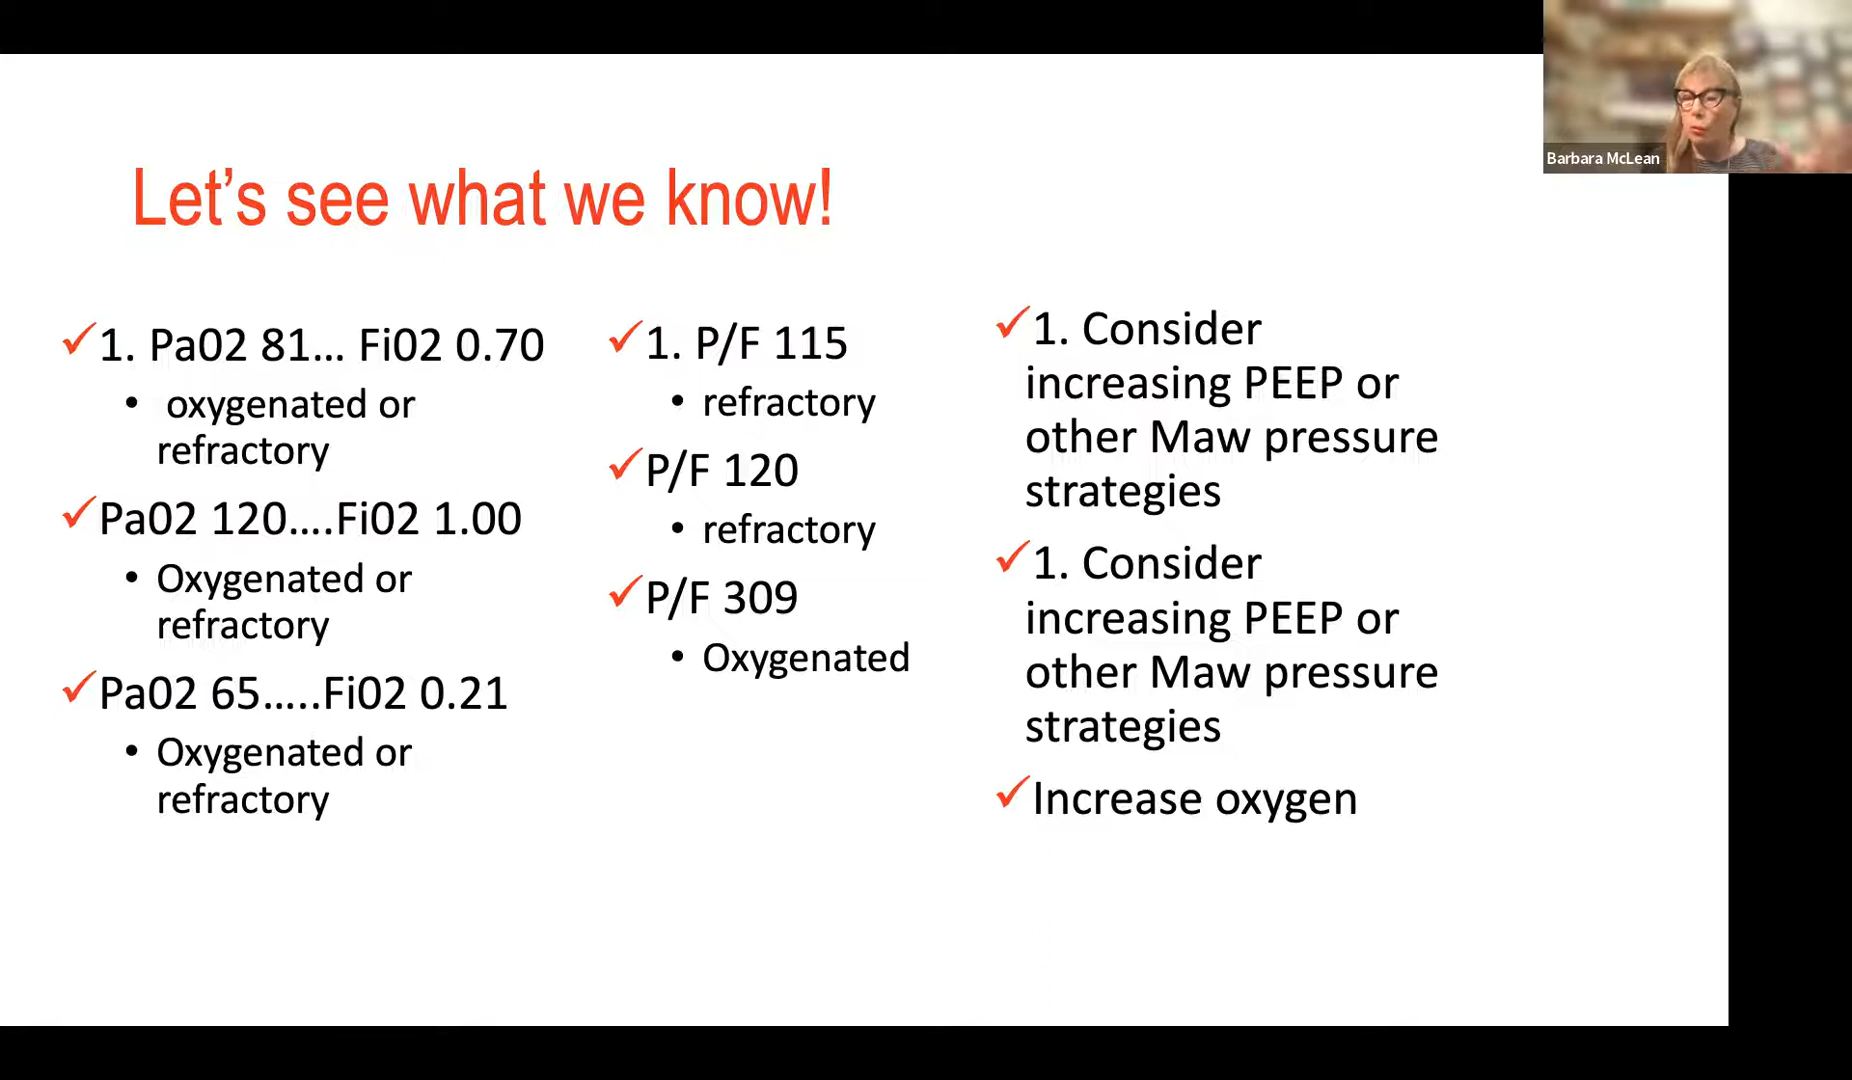 Barbara McLean
Let's see what we know!
✓1. Pa02 81... Fi02 0.70
• oxygenated or
refractory
✓Pa02 120....Fi02 1.00
• Oxygenated or
refractory
✓Pa02 65.....Fi02 0.21
• Oxygenated or
refractory
✓1. P/F 115
• refractory
✓P/F 120
• refractory
✓P/F 309
• Oxygenated
✓1. Consider
increasing PEEP or
other Maw pressure
strategies
✓1. Consider
increasing PEEP or
other Maw pressure
strategies
✓Increase oxygen